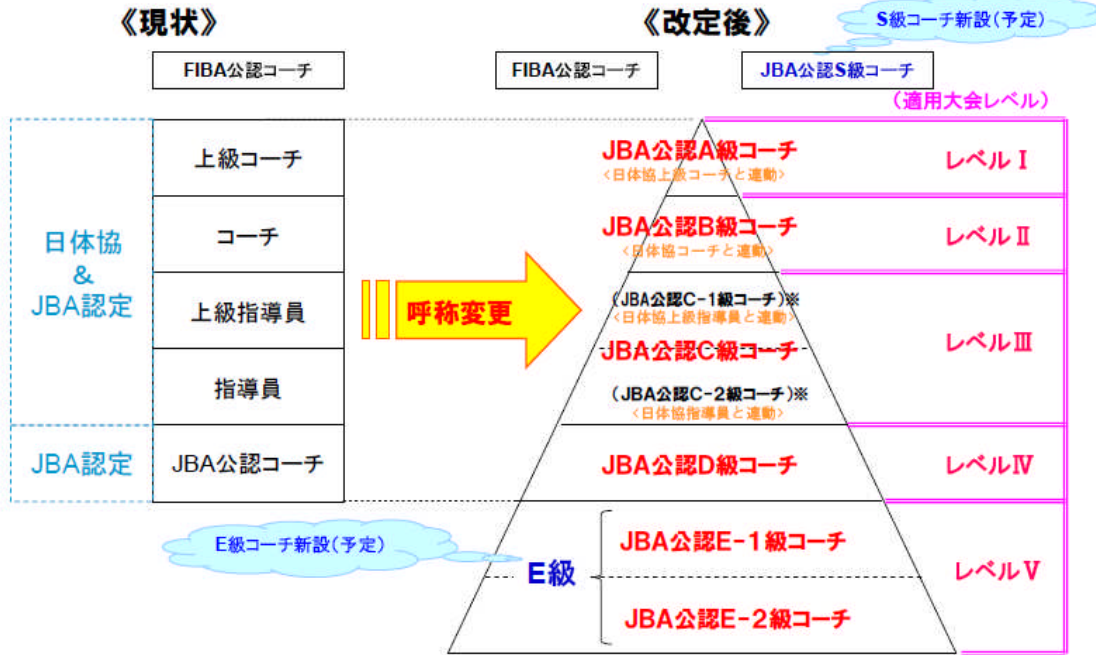 《現状》
《改定後》
S級コーチ新設(予定)
FIBA公認コーチ
FIBA公認コーチ
JBA公認S級コーチ
(適用大会レベル)
日体協
&
JBA認定
JBA認定
上級コーチ
コーチ
上級指導員
指導員
JBA公認コーチ
呼称変更
JBA公認A級コーチ
<日体協上級コーチと連動>
JBA公認B級コーチ
<日体協コーチと連動>
(JBA公認C-1級コーチ)※
<日体協上級指導員と連動>
JBA公認C級コーチ
(JBA公認C-2級コーチ)※
<日体協指導員と連動>
JBA公認D級コーチ
E級コーチ新設(予定)
E級
JBA公認E-1級コーチ
JBA公認E-2級コーチ
レベルⅠ
レベルⅡ
レベルⅢ
レベルⅣ
レベルⅤ